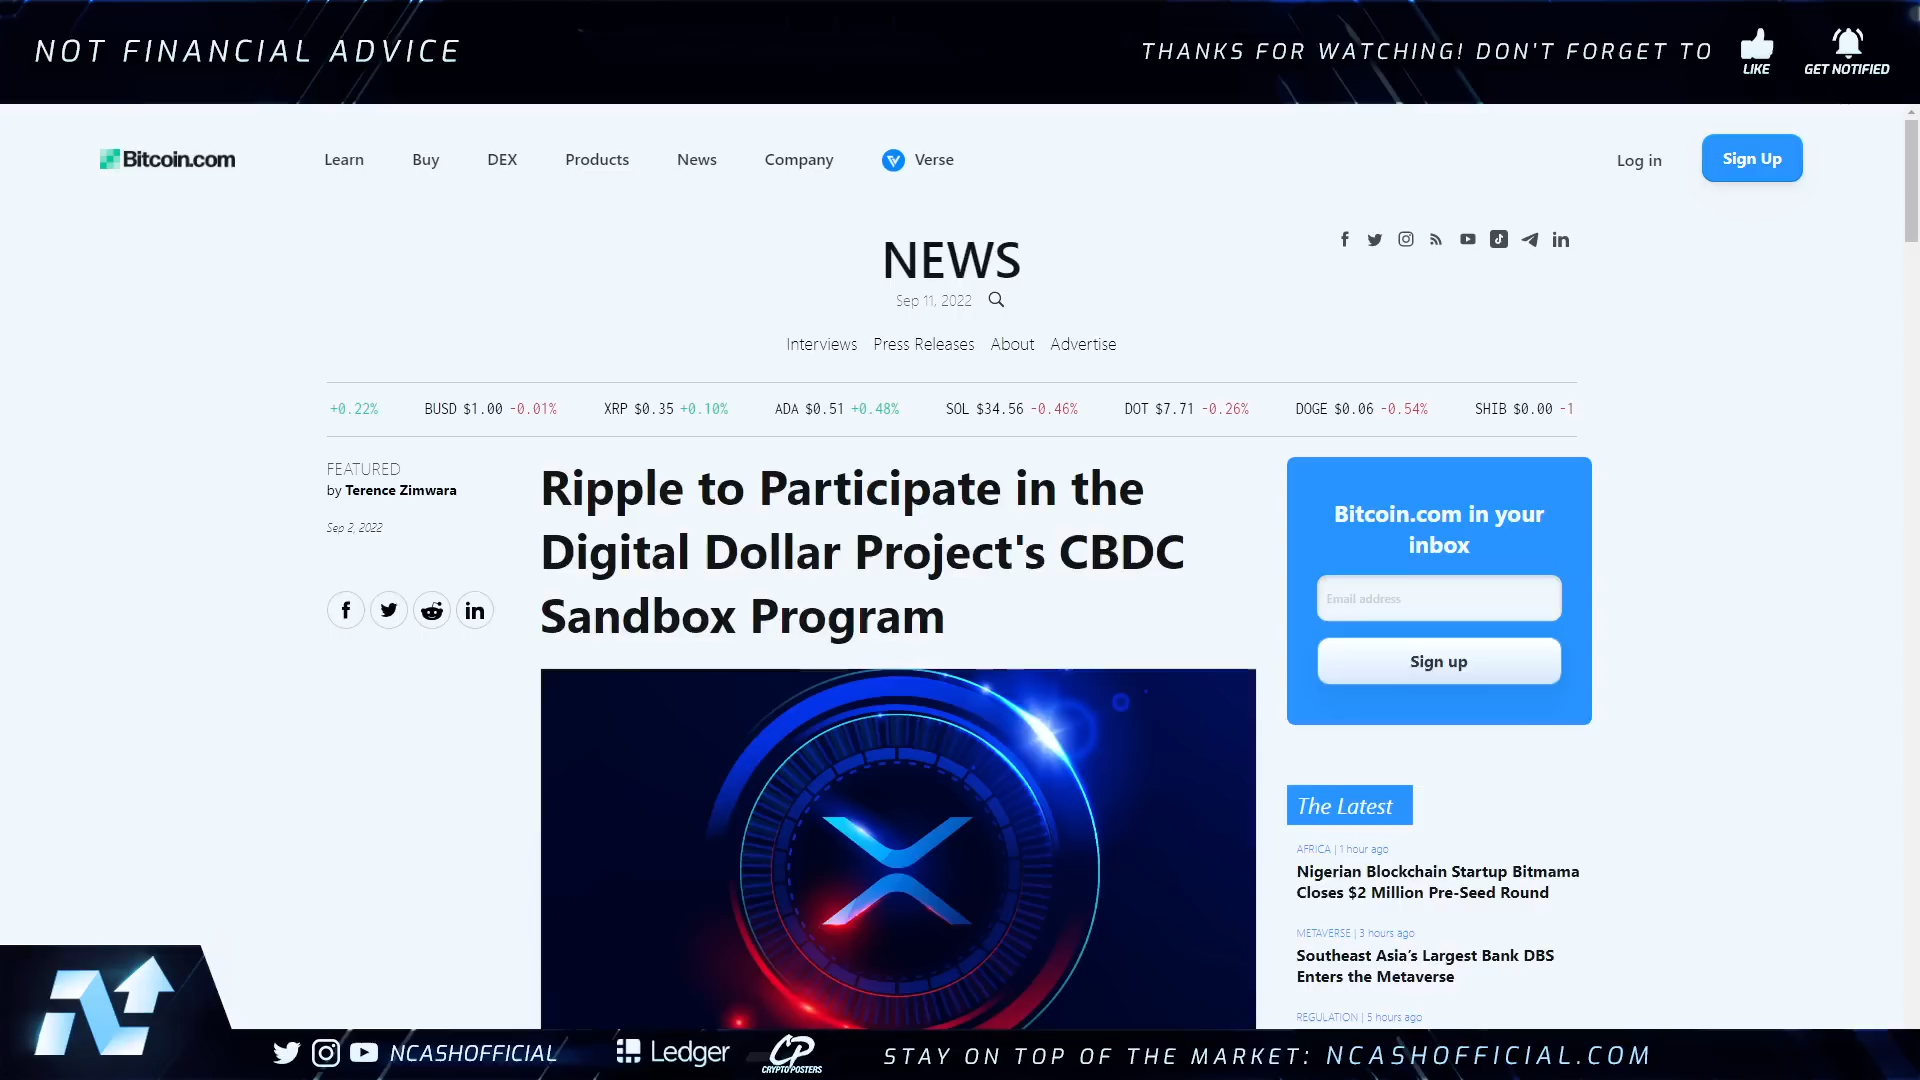 NOT FINANCIAL ADVICE
THANKS FOR WATCHING! DON'T FORGET TO
LIKE
GET NOTIFIED
Bitcoin.com
Learn Buy DEX Products News Company Verse
Log in
Sign Up
NEWS
Sep 11, 2022
Interviews Press Releases About Advertise
+0.22% BUSD $1.00 -0.01% XRP $0.35 +0.10% ADA $0.51 +0.48% SOL $34.56 -0.46% DOT $7.71 -0.26% DOGE $0.06 -0.54% SHIB $0.00 -1
FEATURED
by Terence Zimwara
Sep 2, 2022
Ripple to Participate in the
Digital Dollar Project's CBDC
Sandbox Program
Bitcoin.com in your
inbox
Email address
Sign up
The Latest
AFRICA | 1 hour ago
Nigerian Blockchain Startup Bitmama
Closes $2 Million Pre-Seed Round
METAVERSE | 3 hours ago
Southeast Asia’s Largest Bank DBS
Enters the Metaverse
REGULATION | 5 hours ago
NCASHOFFICIAL
Ledger
CP
CRYPTOPOSTERS
STAY ON TOP OF THE MARKET: NCASHOFFICIAL.COM